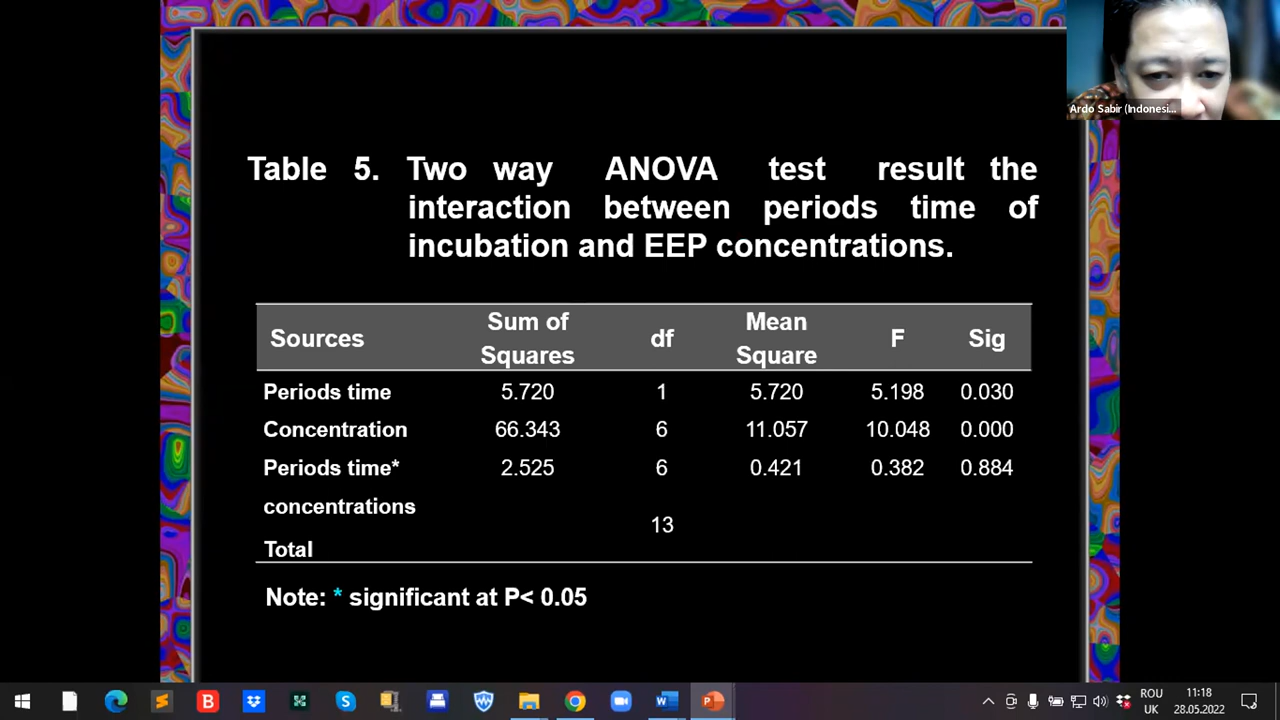 Ardo Sabir (Indonesi...
Table 5. Two way ANOVA test result the
interaction between periods time of
incubation and EEP concentrations.
Sources Sum of Squares df Mean Square F Sig
Periods time 5.720 1 5.720 5.198 0.030
Concentration 66.343 6 11.057 10.048 0.000
Periods time* 2.525 6 0.421 0.382 0.884
concentrations
13
Total
Note: * significant at P< 0.05
ROU 11:18
UK 28.05.2022